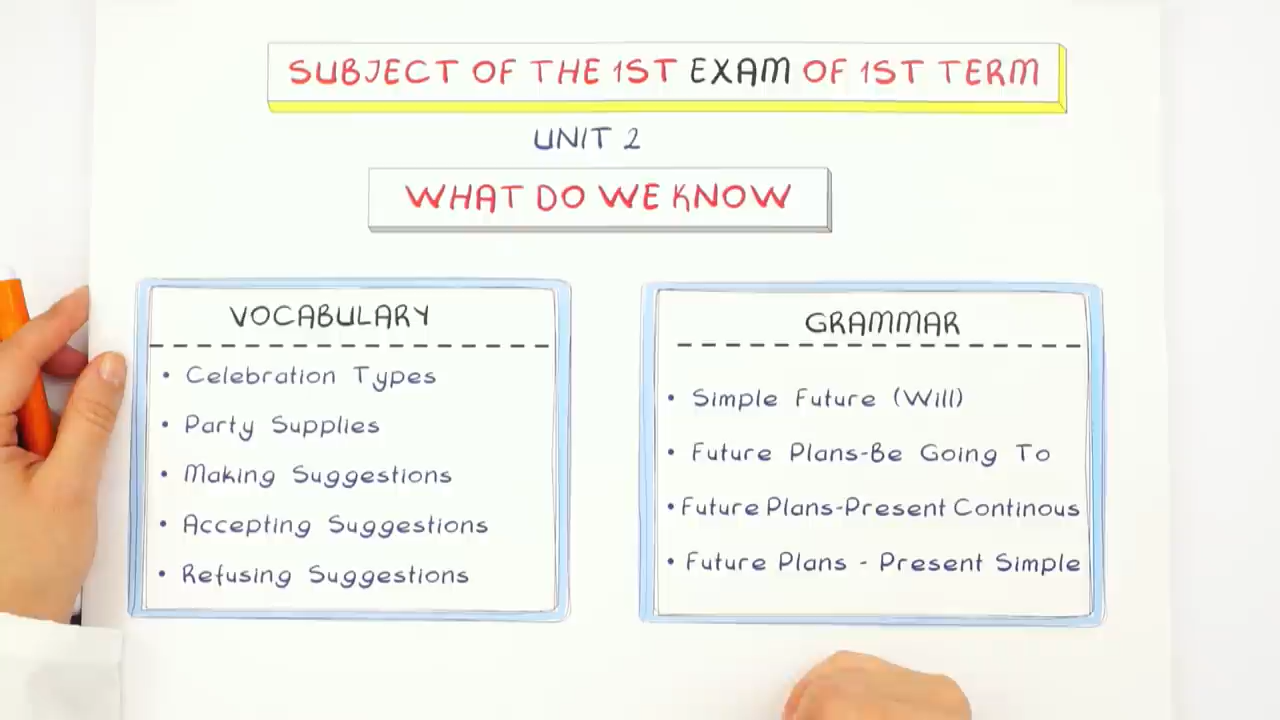 SUBJECT OF THE 1ST EXAM OF 1ST TERM
UNIT 2
WHAT DO WE KNOW
VOCABULARY
• Celebration Types
• Party Supplies
• Making Suggestions
• Accepting Suggestions
• Refusing Suggestions
GRAMMAR
• Simple Future (Will)
• Future Plans-Be Going To
• Future Plans-Present Continous
• Future Plans - Present Simple